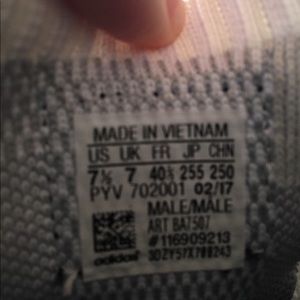 MADE IN VIETNAM
US UK FR JP CHN
7½ 7 40⅔ 255 250
PYV 702001 02/17
MALE/MALE
ART BA7507
#116909213
adidas